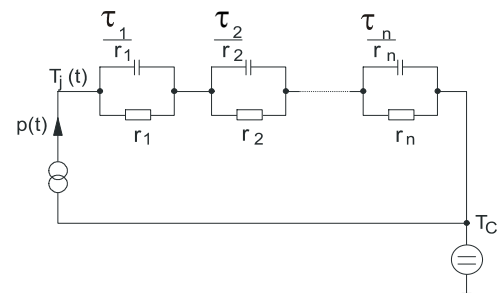 τ1 τ2 τn
r1 r2 rn
Tj(t)
p(t)
r1 r2 rn
TC